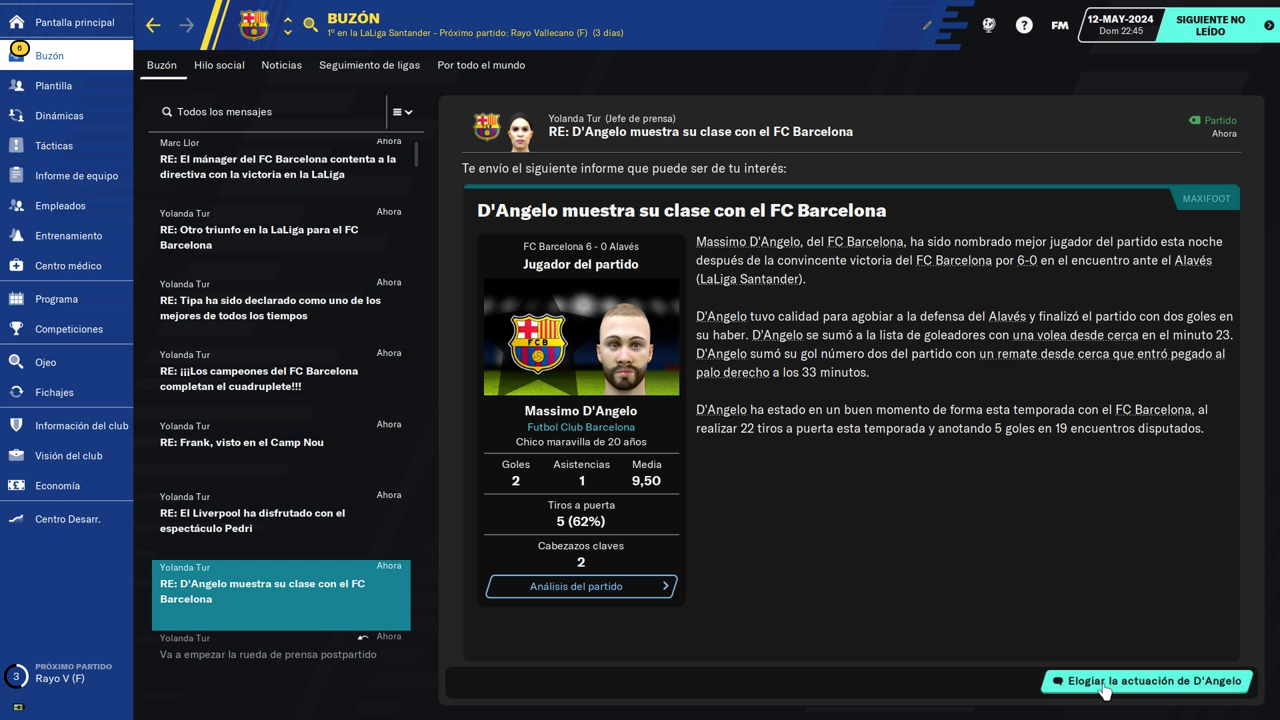 Pantalla principal
6
Buzón
Plantilla
Dinámicas
Tácticas
Informe de equipo
Empleados
Entrenamiento
Centro médico
Programa
Competiciones
Ojeo
Fichajes
Información del club
Visión del club
Economía
Centro Desarr.
3
PRÓXIMO PARTIDO
Rayo V (F)
BUZÓN
1º en la LaLiga Santander - Próximo partido: Rayo Vallecano (F) (3 días)
?
FM
12-MAY-2024
Dom 22:45
SIGUIENTE NO
LEÍDO
Buzón Hilo social Noticias Seguimiento de ligas Por todo el mundo
Todos los mensajes
Marc Llor Ahora
RE: El mánager del FC Barcelona contenta a la
directiva con la victoria en la LaLiga
Yolanda Tur Ahora
RE: Otro triunfo en la LaLiga para el FC
Barcelona
Yolanda Tur Ahora
RE: Tipa ha sido declarado como uno de los
mejores de todos los tiempos
Yolanda Tur Ahora
RE: ¡¡¡Los campeones del FC Barcelona
completan el cuadruplete!!!
Yolanda Tur Ahora
RE: Frank, visto en el Camp Nou
Yolanda Tur Ahora
RE: El Liverpool ha disfrutado con el
espectáculo Pedri
Yolanda Tur Ahora
RE: D'Angelo muestra su clase con el FC
Barcelona
Yolanda Tur Ahora
Va a empezar la rueda de prensa postpartido
Yolanda Tur (Jefe de prensa)
RE: D'Angelo muestra su clase con el FC Barcelona
Partido
Ahora
Te envío el siguiente informe que puede ser de tu interés:
MAXIFOOT
D'Angelo muestra su clase con el FC Barcelona
FC Barcelona 6 - 0 Alavés
Jugador del partido
FCB
Massimo D'Angelo
Futbol Club Barcelona
Chico maravilla de 20 años
Goles Asistencias Media
2 1 9,50
Tiros a puerta
5 (62%)
Cabezazos claves
2
Análisis del partido
Massimo D'Angelo, del FC Barcelona, ha sido nombrado mejor jugador del partido esta noche
después de la convincente victoria del FC Barcelona por 6-0 en el encuentro ante el Alavés
(LaLiga Santander).
D'Angelo tuvo calidad para agobiar a la defensa del Alavés y finalizó el partido con dos goles en
su haber. D'Angelo se sumó a la lista de goleadores con una volea desde cerca en el minuto 23.
D'Angelo sumó su gol número dos del partido con un remate desde cerca que entró pegado al
palo derecho a los 33 minutos.
D'Angelo ha estado en un buen momento de forma esta temporada con el FC Barcelona, al
realizar 22 tiros a puerta esta temporada y anotando 5 goles en 19 encuentros disputados.
Elogiar la actuación de D'Angelo